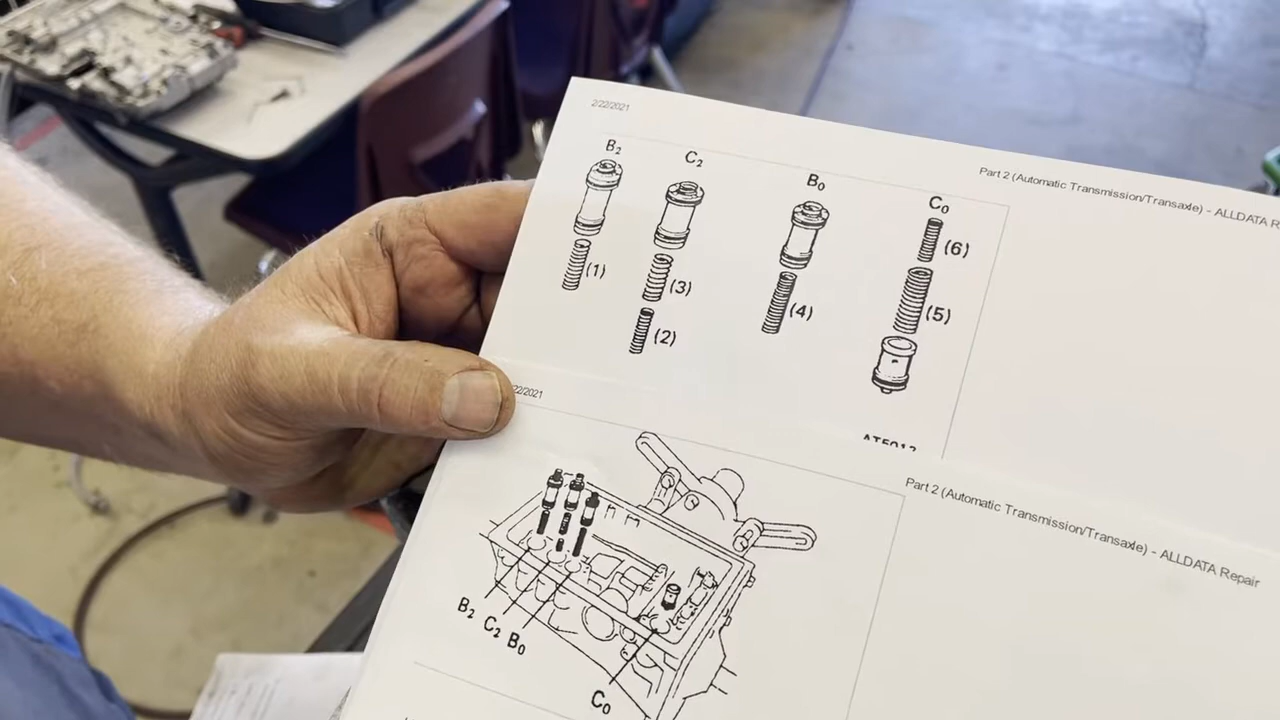 2/22/2021
Part 2 (Automatic Transmission/Transaxle) - ALLDATA R
B₂ C₂ B₀ C₀
(6)
(1) (3) (4) (5)
(2)
22/2021
Part 2 (Automatic Transmission/Transaxle) - ALLDATA Repair
B₂ C₂ B₀
C₀